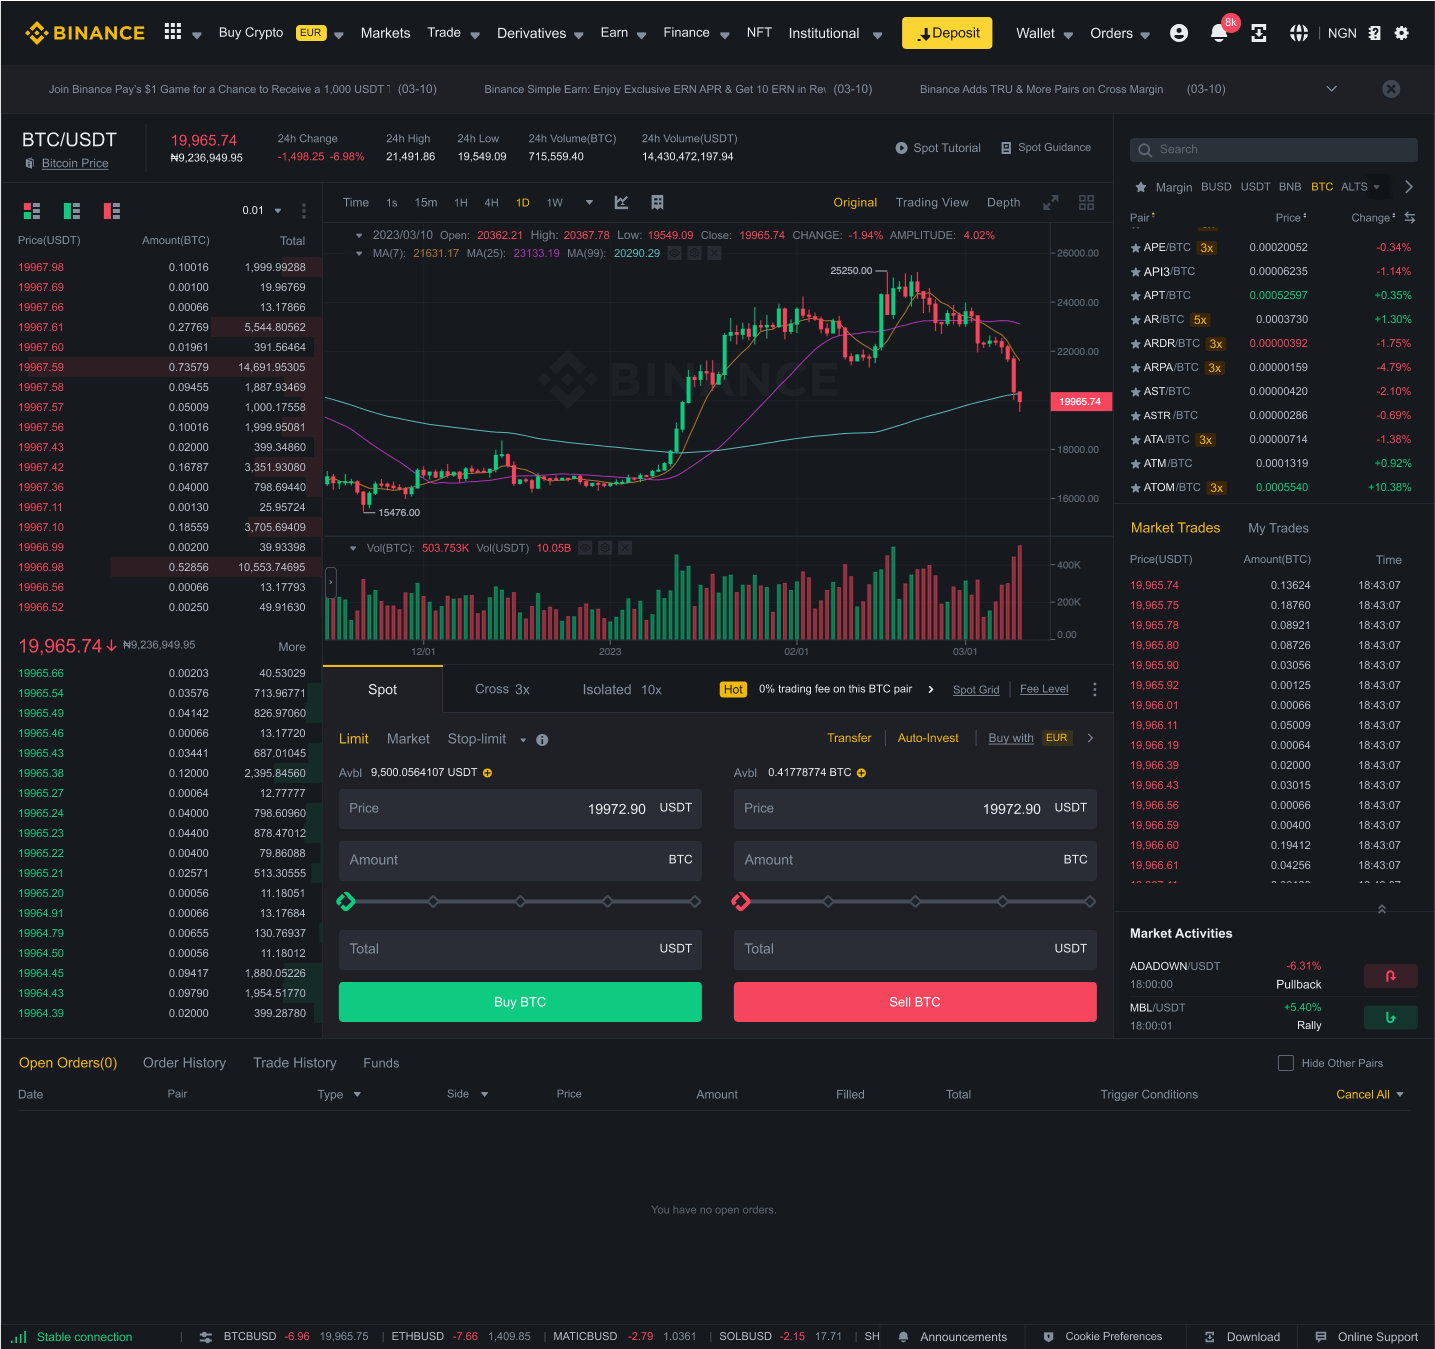 BINANCE Buy Crypto EUR Markets Trade Derivatives Earn Finance NFT Institutional Deposit Wallet Orders 8k NGN
Join Binance Pay's $1 Game for a Chance to Receive a 1,000 USDT (03-10) Binance Simple Earn: Enjoy Exclusive ERN APR & Get 10 ERN in Rev (03-10) Binance Adds TRU & More Pairs on Cross Margin (03-10)
BTC/USDT
Bitcoin Price
19,965.74
₦9,236,949.95
24h Change
-1,498.25 -6.98%
24h High
21,491.86
24h Low
19,549.09
24h Volume(BTC)
715,559.40
24h Volume(USDT)
14,430,472,197.94
Spot Tutorial Spot Guidance
0.01
Price(USDT) Amount(BTC) Total
19967.98 0.10016 1,999.99288
19967.69 0.00100 19.96769
19967.66 0.00066 13.17866
19967.61 0.27769 5,544.80562
19967.60 0.01961 391.56464
19967.59 0.73579 14,691.95305
19967.58 0.09455 1,887.93469
19967.57 0.05009 1,000.17558
19967.56 0.10016 1,999.95081
19967.43 0.02000 399.34860
19967.42 0.16787 3,351.93080
19967.36 0.04000 798.69440
19967.11 0.00130 25.95724
19967.10 0.18559 3,705.69409
19966.99 0.00200 39.93398
19966.98 0.52856 10,553.74695
19966.56 0.00066 13.17793
19966.52 0.00250 49.91630
19,965.74 ₦9,236,949.95 More
19965.66 0.00203 40.53029
19965.54 0.03576 713.96771
19965.49 0.04142 826.97060
19965.46 0.00066 13.17720
19965.43 0.03441 687.01045
19965.38 0.12000 2,395.84560
19965.27 0.00064 12.77777
19965.24 0.04000 798.60960
19965.23 0.04400 878.47012
19965.22 0.00400 79.86088
19965.21 0.02571 513.30555
19965.20 0.00056 11.18051
19964.91 0.00066 13.17684
19964.79 0.00655 130.76937
19964.50 0.00056 11.18012
19964.45 0.09417 1,880.05226
19964.43 0.09790 1,954.51770
19964.39 0.02000 399.28780
Time 1s 15m 1H 4H 1D 1W Original Trading View Depth
2023/03/10 Open: 20362.21 High: 20367.78 Low: 19549.09 Close: 19965.74 CHANGE: -1.94% AMPLITUDE: 4.02%
MA(7): 21631.17 MA(25): 23133.19 MA(99): 20290.29
BINANCE
25250.00
15476.00
26000.00
24000.00
22000.00
19965.74
18000.00
16000.00
Vol(BTC): 503.753K Vol(USDT) 10.05B
400K
200K
0.00
12/01 2023 02/01 03/01
Spot Cross 3x Isolated 10x Hot 0% trading fee on this BTC pair Spot Grid Fee Level
Limit Market Stop-limit Transfer Auto-Invest Buy with EUR
Avbl 9,500.0564107 USDT
Price 19972.90 USDT
Amount BTC
Total USDT
Buy BTC
Avbl 0.41778774 BTC
Price 19972.90 USDT
Amount BTC
Total USDT
Sell BTC
Search
Margin BUSD USDT BNB BTC ALTS
Pair Price Change
APE/BTC 3x 0.00020052 -0.34%
API3/BTC 0.00006235 -1.14%
APT/BTC 0.00052597 +0.35%
AR/BTC 5x 0.0003730 +1.30%
ARDR/BTC 3x 0.00000392 -1.75%
ARPA/BTC 3x 0.00000159 -4.79%
AST/BTC 0.00000420 -2.10%
ASTR/BTC 0.00000286 -0.69%
ATA/BTC 3x 0.00000714 -1.38%
ATM/BTC 0.0001319 +0.92%
ATOM/BTC 3x 0.0005540 +10.38%
Market Trades My Trades
Price(USDT) Amount(BTC) Time
19,965.74 0.13624 18:43:07
19,965.75 0.18760 18:43:07
19,965.78 0.08921 18:43:07
19,965.80 0.08726 18:43:07
19,965.90 0.03056 18:43:07
19,965.92 0.00125 18:43:07
19,966.01 0.00066 18:43:07
19,966.11 0.05009 18:43:07
19,966.19 0.00064 18:43:07
19,966.39 0.02000 18:43:07
19,966.43 0.03015 18:43:07
19,966.56 0.00066 18:43:07
19,966.59 0.00400 18:43:07
19,966.60 0.19412 18:43:07
19,966.61 0.04256 18:43:07
Market Activities
ADADOWN/USDT -6.31%
18:00:00 Pullback
MBL/USDT +5.40%
18:00:01 Rally
Open Orders(0) Order History Trade History Funds Hide Other Pairs
Date Pair Type Side Price Amount Filled Total Trigger Conditions Cancel All
You have no open orders.
Stable connection BTCBUSD -6.96 19,965.75 ETHBUSD -7.66 1,409.85 MATICBUSD -2.79 1.0361 SOLBUSD -2.15 17.71 SH Announcements Cookie Preferences Download Online Support